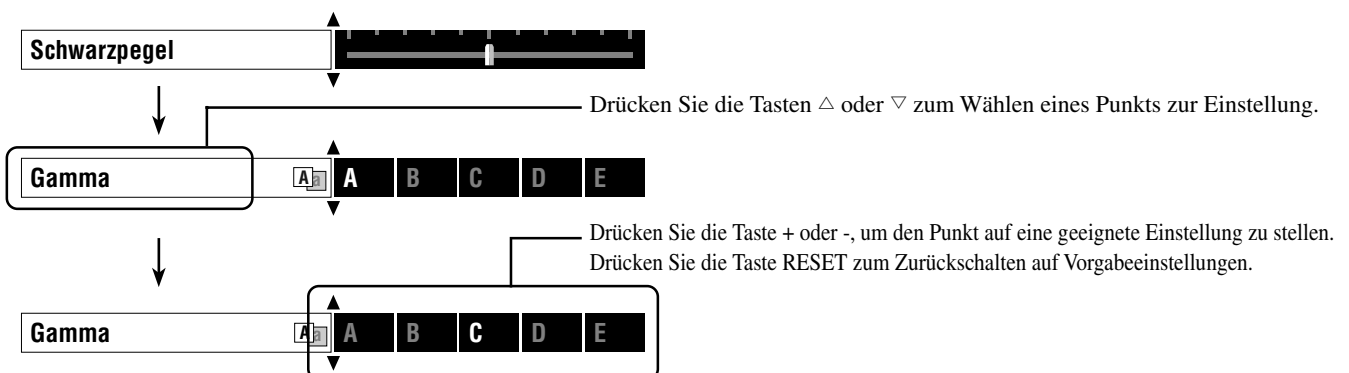 Schwarzpegel
Drücken Sie die Tasten △ oder ▽ zum Wählen eines Punkts zur Einstellung.
Gamma A a A B C D E
Drücken Sie die Taste + oder -, um den Punkt auf eine geeignete Einstellung zu stellen.
Drücken Sie die Taste RESET zum Zurückschalten auf Vorgabeeinstellungen.
Gamma A a A B C D E